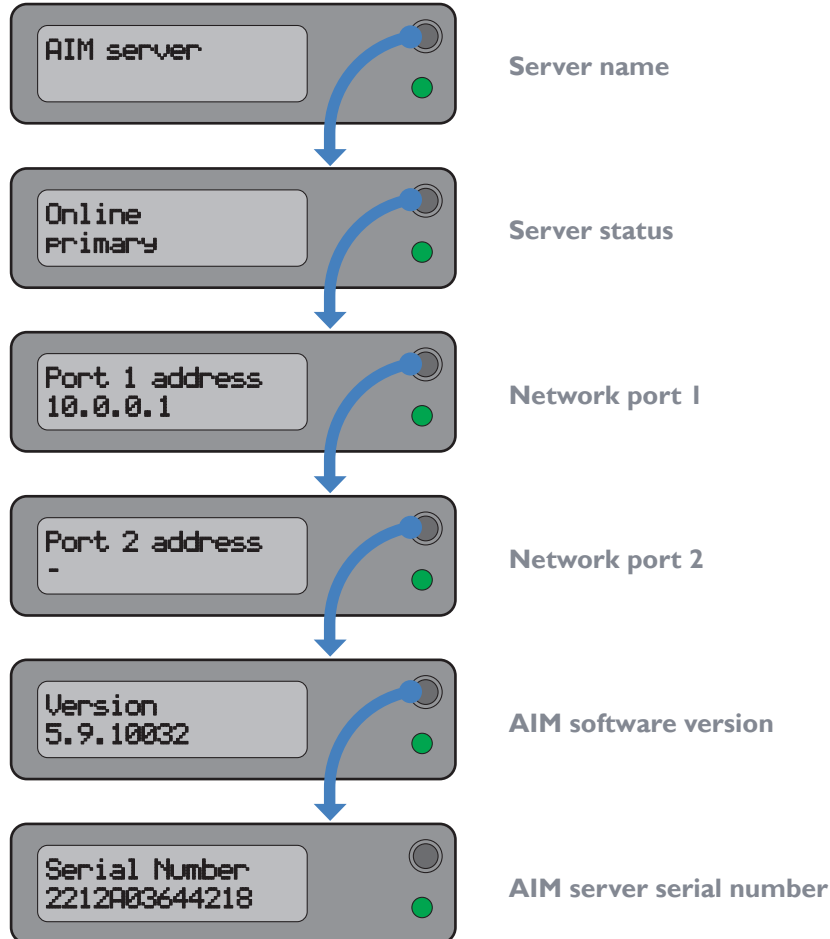 AIM server
Server name
Online
primary
Server status
Port 1 address
10.0.0.1
Network port 1
Port 2 address
-
Network port 2
Version
5.9.10032
AIM software version
Serial Number
2212A03644218
AIM server serial number